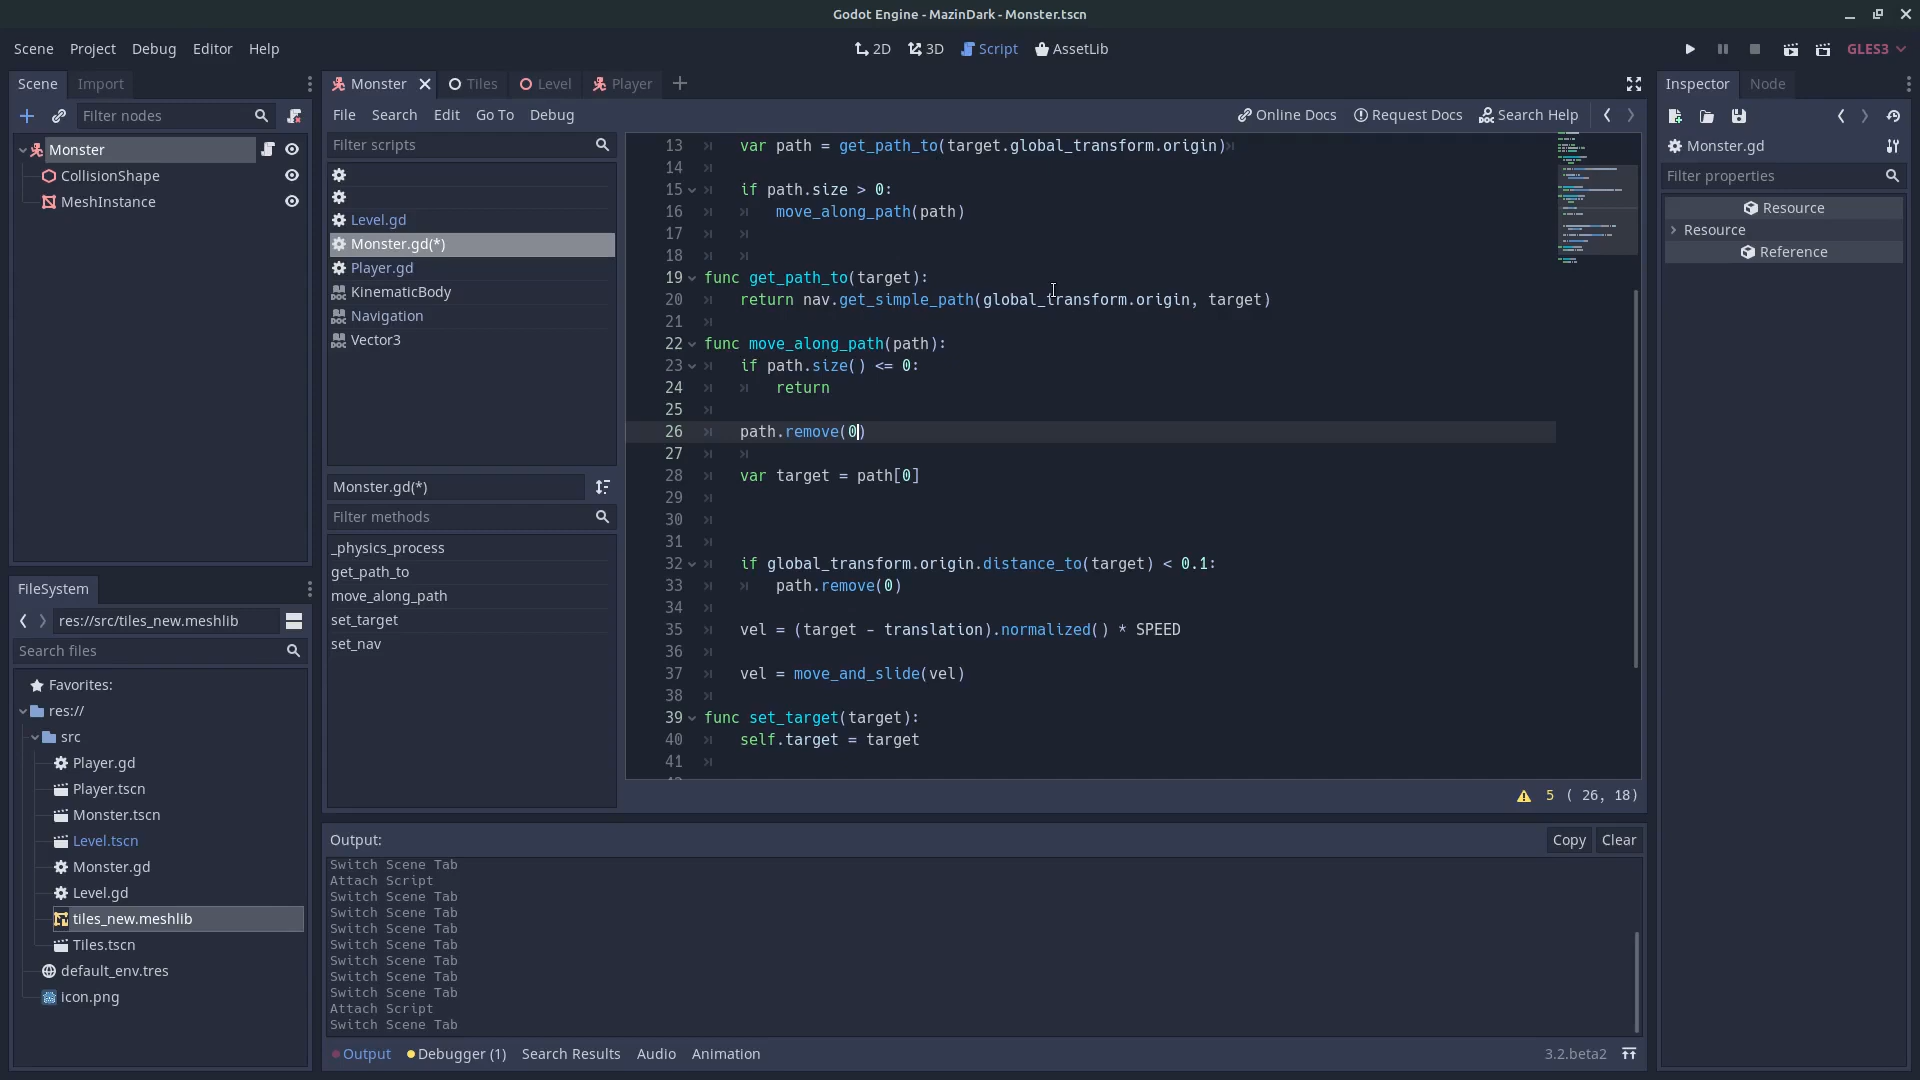 Godot Engine - MazinDark - Monster.tscn
Scene Project Debug Editor Help
2D 3D Script AssetLib
GLES3
Scene Import
Filter nodes
Monster
CollisionShape
MeshInstance
FileSystem
res://src/tiles_new.meshlib
Search files
Favorites:
res://
src
Player.gd
Player.tscn
Monster.tscn
Level.tscn
Monster.gd
Level.gd
tiles_new.meshlib
Tiles.tscn
default_env.tres
icon.png
Monster Tiles Level Player
File Search Edit Go To Debug
Online Docs Request Docs Search Help
Filter scripts
Level.gd
Monster.gd(*)
Player.gd
KinematicBody
Navigation
Vector3
Monster.gd(*)
Filter methods
_physics_process
get_path_to
move_along_path
set_target
set_nav
13 var path = get_path_to(target.global_transform.origin)
14
15 if path.size > 0:
16 move_along_path(path)
17
18
19 func get_path_to(target):
20 return nav.get_simple_path(global_transform.origin, target)
21
22 func move_along_path(path):
23 if path.size() <= 0:
24 return
25
26 path.remove(0)
27
28 var target = path[0]
29
30
31
32 if global_transform.origin.distance_to(target) < 0.1:
33 path.remove(0)
34
35 vel = (target - translation).normalized() * SPEED
36
37 vel = move_and_slide(vel)
38
39 func set_target(target):
40 self.target = target
41
5 ( 26, 18)
Output:
Copy Clear
Switch Scene Tab
Attach Script
Switch Scene Tab
Switch Scene Tab
Switch Scene Tab
Switch Scene Tab
Switch Scene Tab
Switch Scene Tab
Switch Scene Tab
Attach Script
Switch Scene Tab
Output Debugger (1) Search Results Audio Animation
3.2.beta2
Inspector Node
Monster.gd
Filter properties
Resource
Resource
Reference